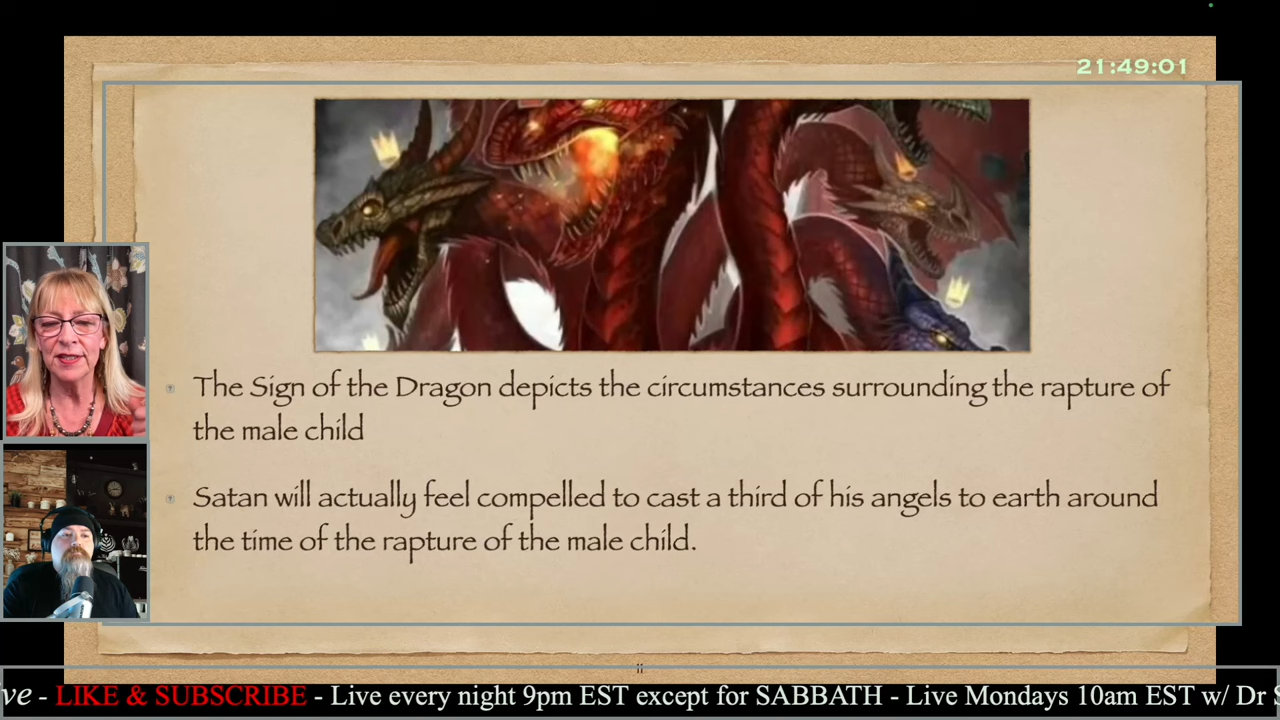 21:49:01
The Sign of the Dragon depicts the circumstances surrounding the rapture of
the male child
Satan will actually feel compelled to cast a third of his angels to earth around
the time of the rapture of the male child.
ve - LIKE & SUBSCRIBE - Live every night 9pm EST except for SABBATH - Live Mondays 10am EST w/ Dr S